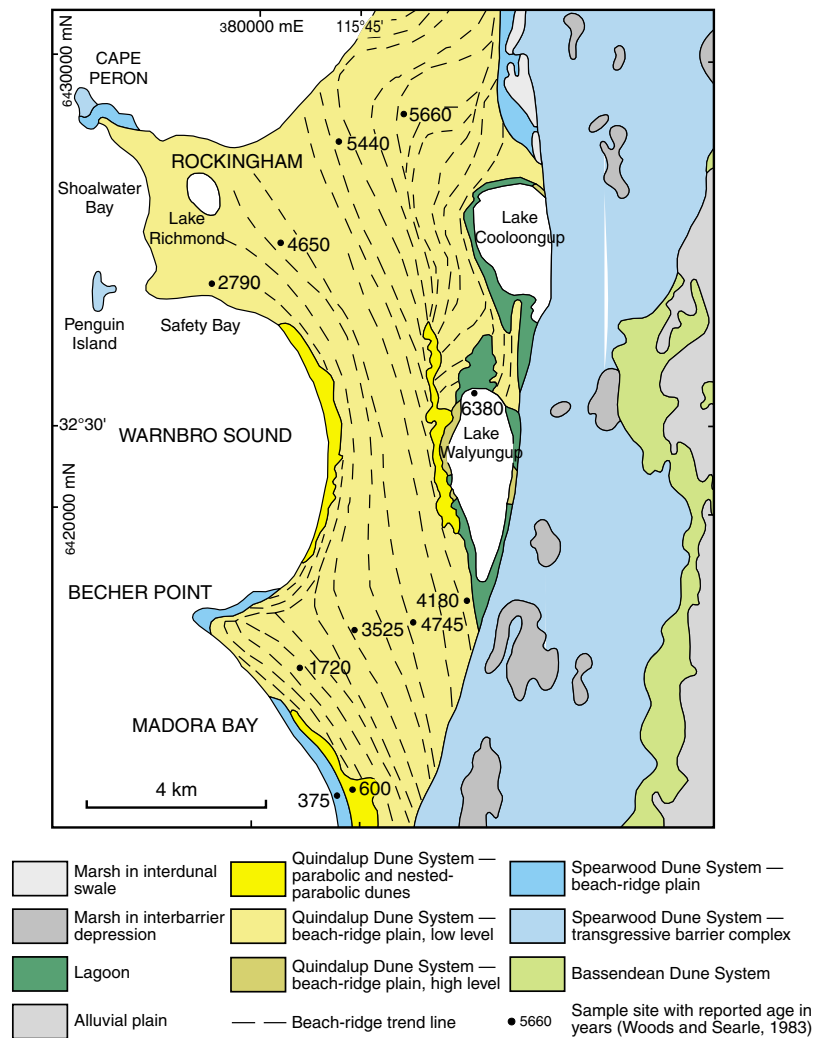 380000 mE
115°45'
6430000 mN
CAPE
PERON
5660
5440
ROCKINGHAM
Shoalwater
Bay
Lake
Richmond
Lake
Cooloongup
4650
2790
Penguin
Island
Safety Bay
6380
-32°30'
WARNBRO SOUND
Lake
Walyungup
6420000 mN
BECHER POINT
4180
3525
4745
1720
MADORA BAY
4 km
375
600
Marsh in interdunal
swale
Quindalup Dune System —
parabolic and nested-
parabolic dunes
Spearwood Dune System —
beach-ridge plain
Marsh in interbarrier
depression
Quindalup Dune System —
beach-ridge plain, low level
Spearwood Dune System —
transgressive barrier complex
Lagoon
Quindalup Dune System —
beach-ridge plain, high level
Bassendean Dune System
Alluvial plain
Beach-ridge trend line
5660
Sample site with reported age in
years (Woods and Searle, 1983)